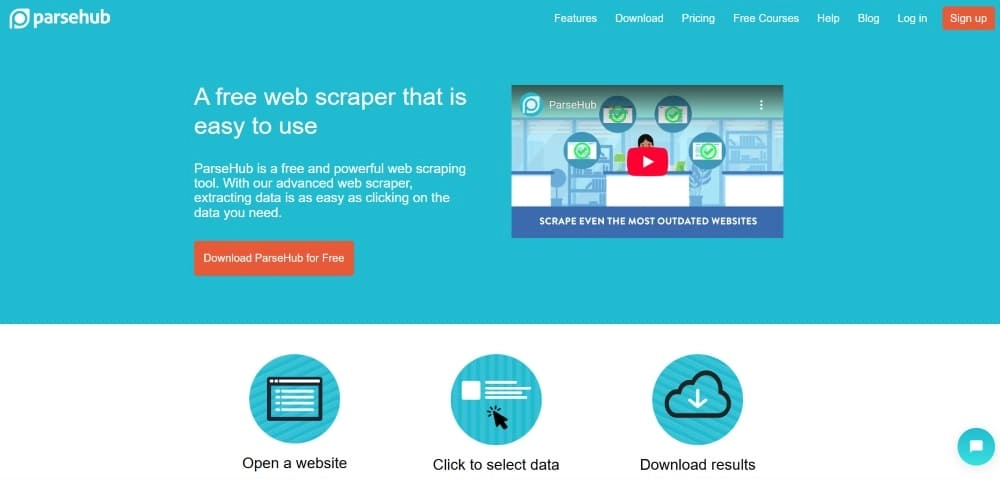 parsehub
Features Download Pricing Free Courses Help Blog Log in Sign up
A free web scraper that is
easy to use
ParseHub is a free and powerful web scraping
tool. With our advanced web scraper,
extracting data is as easy as clicking on the
data you need.
Download ParseHub for Free
ParseHub
SCRAPE EVEN THE MOST OUTDATED WEBSITES
Open a website
Click to select data
Download results